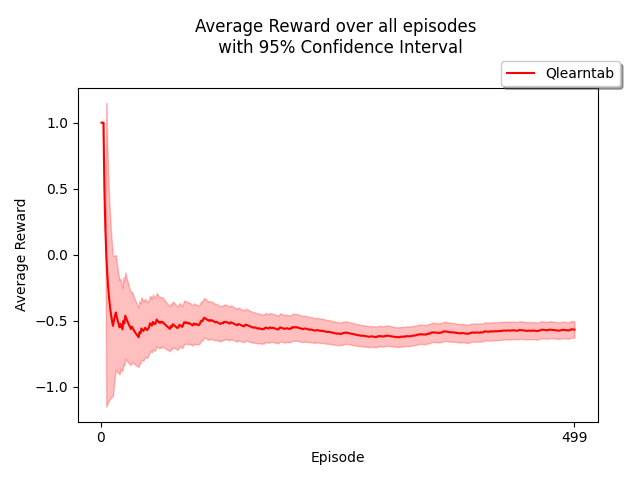 Average Reward over all episodes
with 95% Confidence Interval
Qlearntab
1.0
0.5
0.0
−0.5
−1.0
Average Reward
0
499
Episode